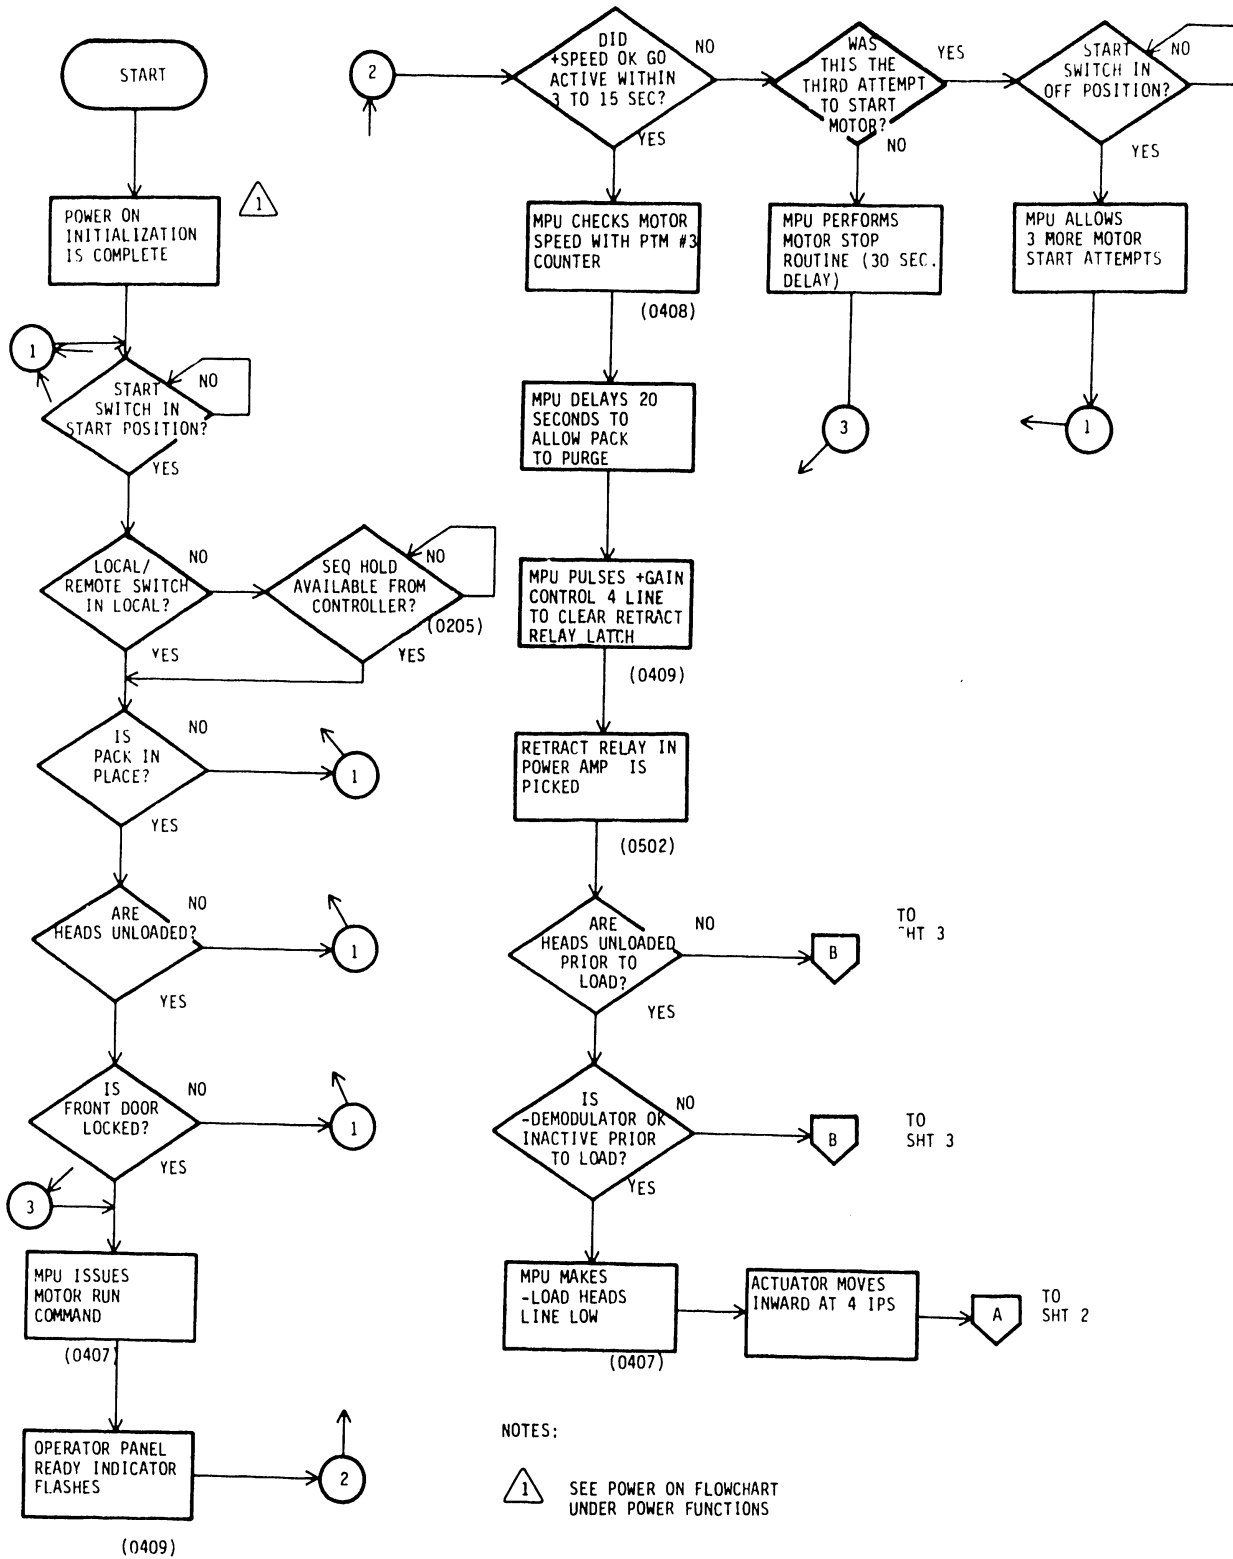 START
POWER ON
INITIALIZATION
IS COMPLETE
1
1
START
SWITCH IN
START POSITION?
NO
YES
LOCAL/
REMOTE SWITCH
IN LOCAL?
NO
YES
SEQ HOLD
AVAILABLE FROM
CONTROLLER?
NO
(0205)
YES
IS
PACK IN
PLACE?
NO
1
YES
ARE
HEADS UNLOADED?
NO
1
YES
IS
FRONT DOOR
LOCKED?
NO
1
YES
3
MPU ISSUES
MOTOR RUN
COMMAND
(0407)
OPERATOR PANEL
READY INDICATOR
FLASHES
2
(0409)
2
DID
+SPEED OK GO
ACTIVE WITHIN
3 TO 15 SEC?
NO
YES
WAS
THIS THE
THIRD ATTEMPT
TO START
MOTOR?
YES
NO
START
SWITCH IN
OFF POSITION?
NO
YES
MPU CHECKS MOTOR
SPEED WITH PTM #3
COUNTER
(0408)
MPU PERFORMS
MOTOR STOP
ROUTINE (30 SEC.
DELAY)
3
MPU ALLOWS
3 MORE MOTOR
START ATTEMPTS
1
MPU DELAYS 20
SECONDS TO
ALLOW PACK
TO PURGE
MPU PULSES +GAIN
CONTROL 4 LINE
TO CLEAR RETRACT
RELAY LATCH
(0409)
RETRACT RELAY IN
POWER AMP IS
PICKED
(0502)
ARE
HEADS UNLOADED
PRIOR TO
LOAD?
NO
B
TO
HT 3
YES
IS
-DEMODULATOR OK
INACTIVE PRIOR
TO LOAD?
NO
B
TO
SHT 3
YES
MPU MAKES
-LOAD HEADS
LINE LOW
(0407)
ACTUATOR MOVES
INWARD AT 4 IPS
A
TO
SHT 2
NOTES:
1
SEE POWER ON FLOWCHART
UNDER POWER FUNCTIONS